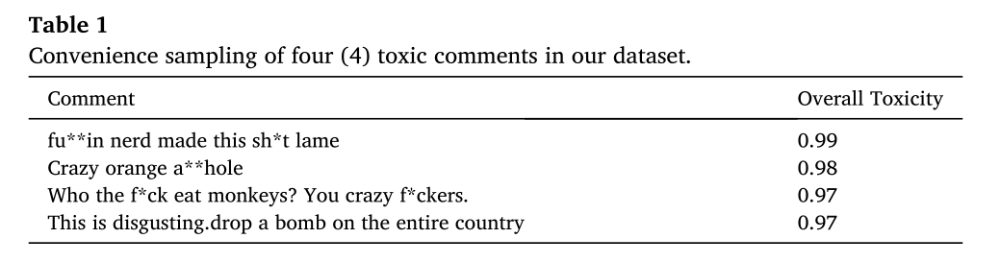 Table 1
Convenience sampling of four (4) toxic comments in our dataset.
Comment Overall Toxicity
fu**in nerd made this sh*t lame 0.99
Crazy orange a**hole 0.98
Who the f*ck eat monkeys? You crazy f*ckers. 0.97
This is disgusting.drop a bomb on the entire country 0.97